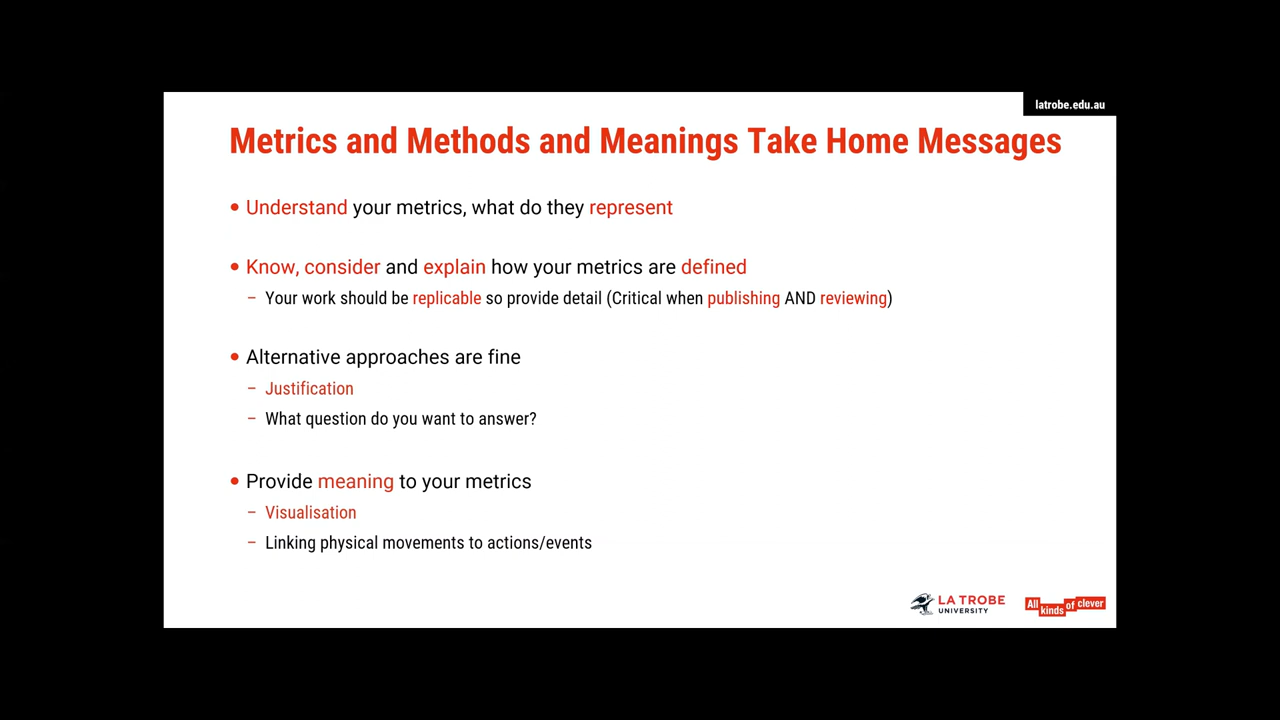 latrobe.edu.au
Metrics and Methods and Meanings Take Home Messages
• Understand your metrics, what do they represent
• Know, consider and explain how your metrics are defined
– Your work should be replicable so provide detail (Critical when publishing AND reviewing)
• Alternative approaches are fine
– Justification
– What question do you want to answer?
• Provide meaning to your metrics
– Visualisation
– Linking physical movements to actions/events
LA TROBE
UNIVERSITY
All kinds of clever